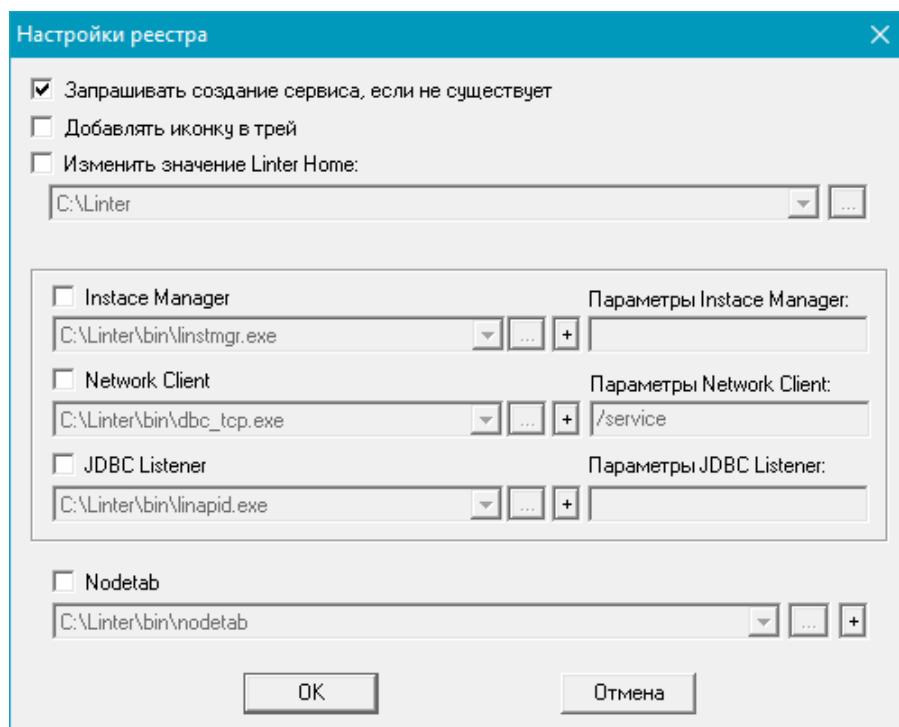 Настройки реестра
Запрашивать создание сервиса, если не существует
Добавлять иконку в трей
Изменить значение Linter Home:
C:\Linter
...
Instace Manager
Параметры Instace Manager:
C:\Linter\bin\linstmgr.exe ... +
Network Client
Параметры Network Client:
C:\Linter\bin\dbc_tcp.exe ... + /service
JDBC Listener
Параметры JDBC Listener:
C:\Linter\bin\linapid.exe ... +
Nodetab
C:\Linter\bin\nodetab ... +
OK
Отмена